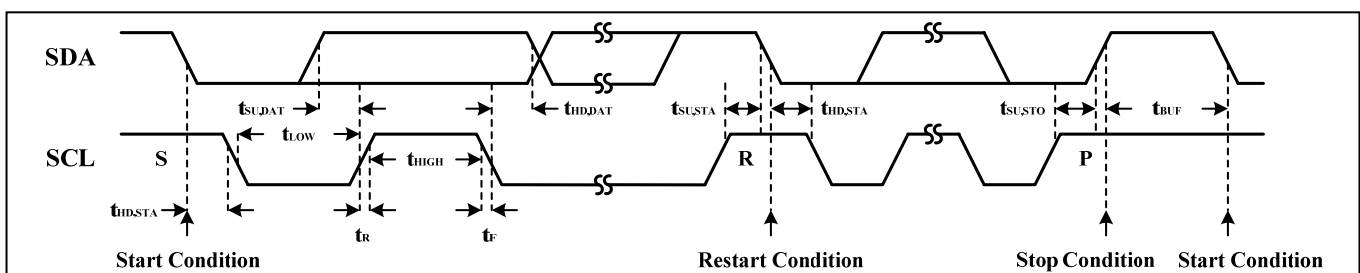 SDA
tSU,DAT tHD,DAT tSU,STA tHD,STA tSU,STO tBUF
tLOW
SCL S tHIGH R P
tHD,STA
tR tF
Start Condition Restart Condition Stop Condition Start Condition